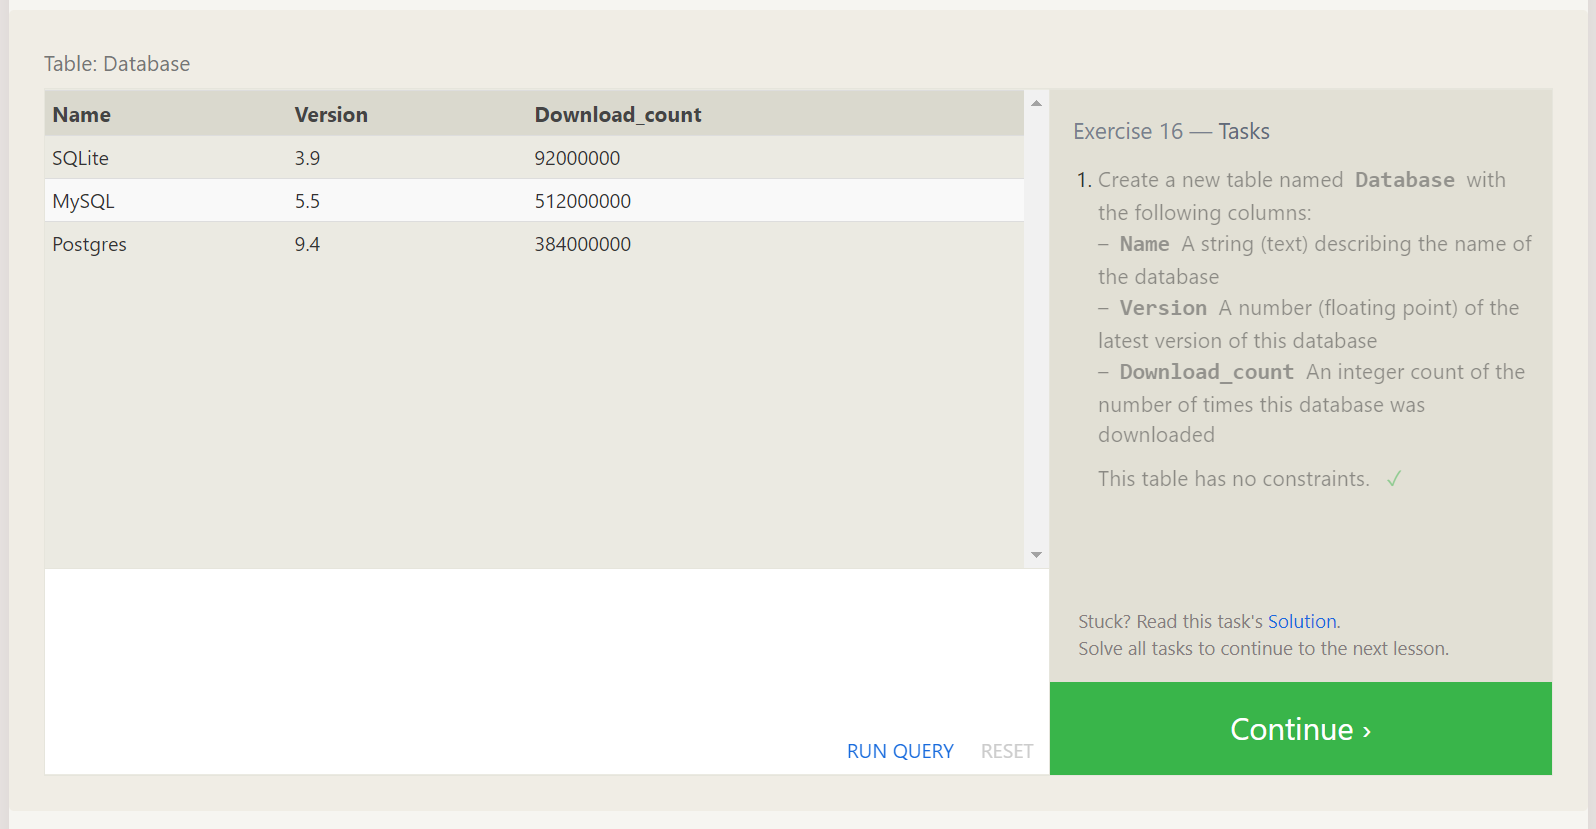 Table: Database
Name Version Download_count
SQLite 3.9 92000000
MySQL 5.5 512000000
Postgres 9.4 384000000
RUN QUERY RESET
Exercise 16 — Tasks
1. Create a new table named Database with
the following columns:
– Name A string (text) describing the name of
the database
– Version A number (floating point) of the
latest version of this database
– Download_count An integer count of the
number of times this database was
downloaded
This table has no constraints. ✓
Stuck? Read this task's Solution.
Solve all tasks to continue to the next lesson.
Continue ›